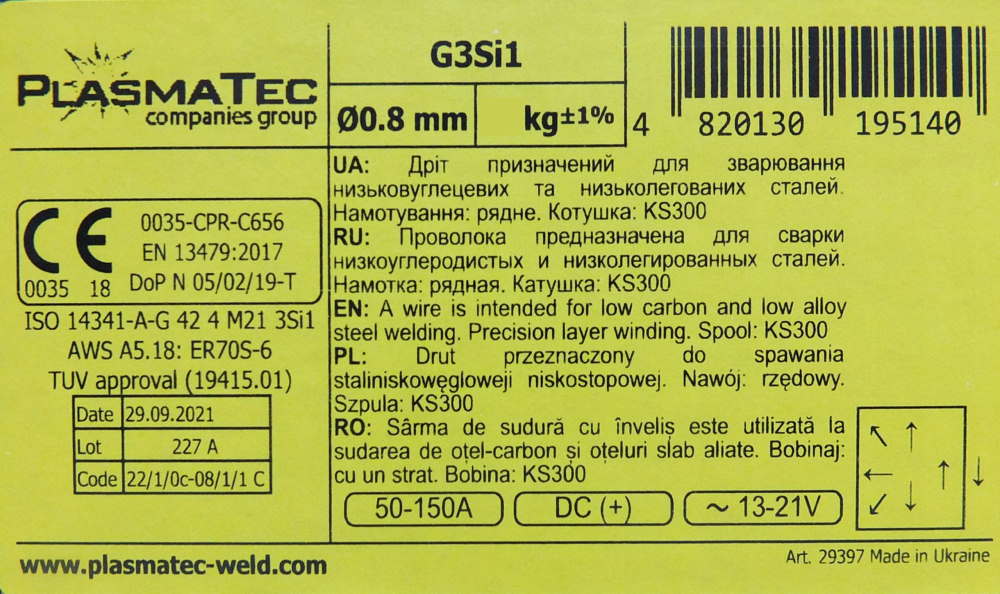 PLASMATEC
companies group
G3Si1
Ø0.8 mm
kg±1%
4 820130 195140
0035-CPR-C656
EN 13479:2017
DoP N 05/02/19-T
CE
0035 18
ISO 14341-A-G 42 4 M21 3Si1
AWS A5.18: ER70S-6
TUV approval (19415.01)
Date 29.09.2021
Lot 227 A
Code 22/1/0c-08/1/1 C
UA: Дріт призначений для зварювання
низьковуглецевих та низьколегованих сталей.
Намотування: рядне. Котушка: KS300
RU: Проволока предназначена для сварки
низкоуглеродистых и низколегированных сталей.
Намотка: рядная. Катушка: KS300
EN: A wire is intended for low carbon and low alloy
steel welding. Precision layer winding. Spool: KS300
PL: Drut przeznaczony do spawania
staliniskowęgloweji niskostopowej. Nawój: rzędowy.
Szpula: KS300
RO: Sârma de sudură cu înveliș este utilizată la
sudarea de oțel-carbon și oțeluri slab aliate. Bobinaj:
cu un strat. Bobina: KS300
50-150A
DC (+)
~ 13-21V
www.plasmatec-weld.com
Art. 29397 Made in Ukraine